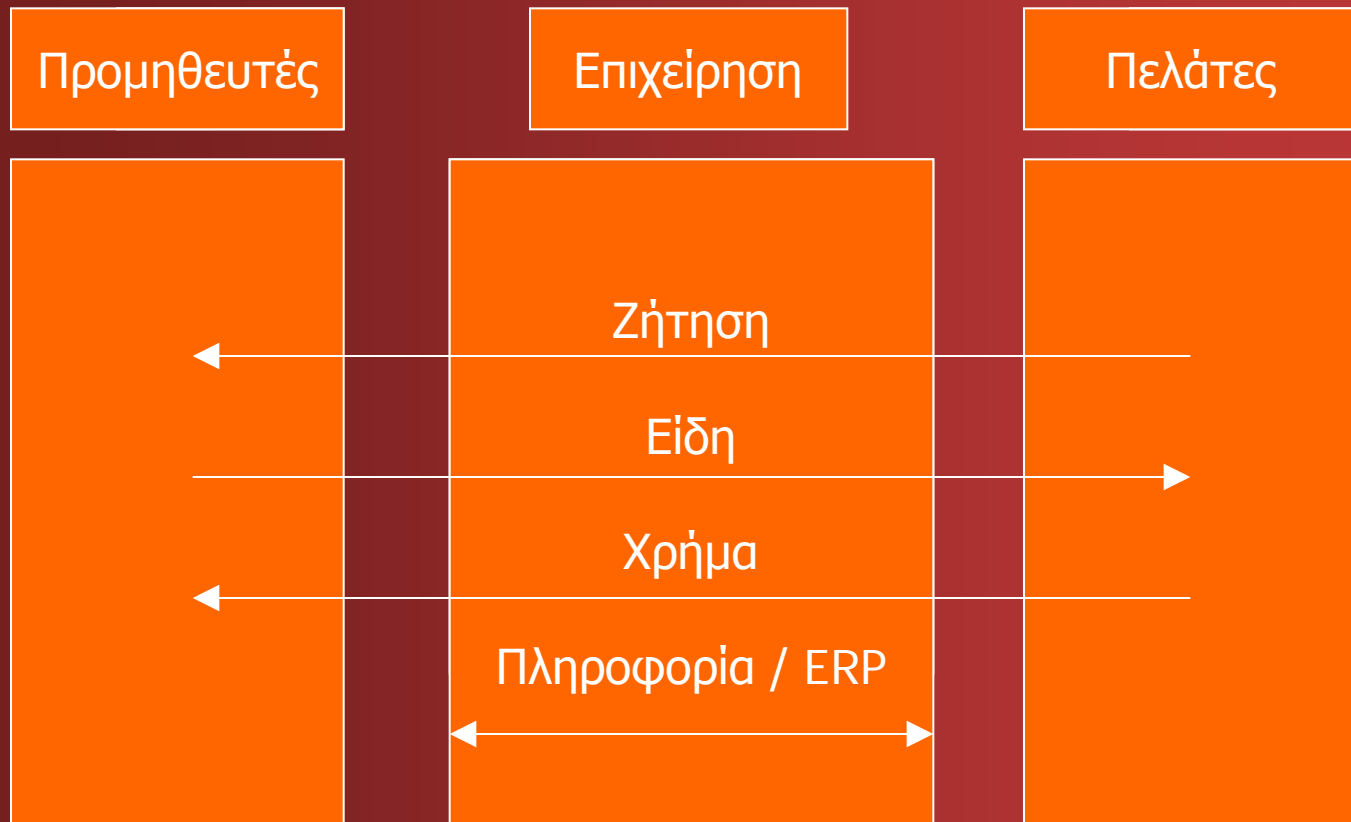 Προμηθευτές
Επιχείρηση
Πελάτες
Ζήτηση
Είδη
Χρήμα
Πληροφορία / ERP